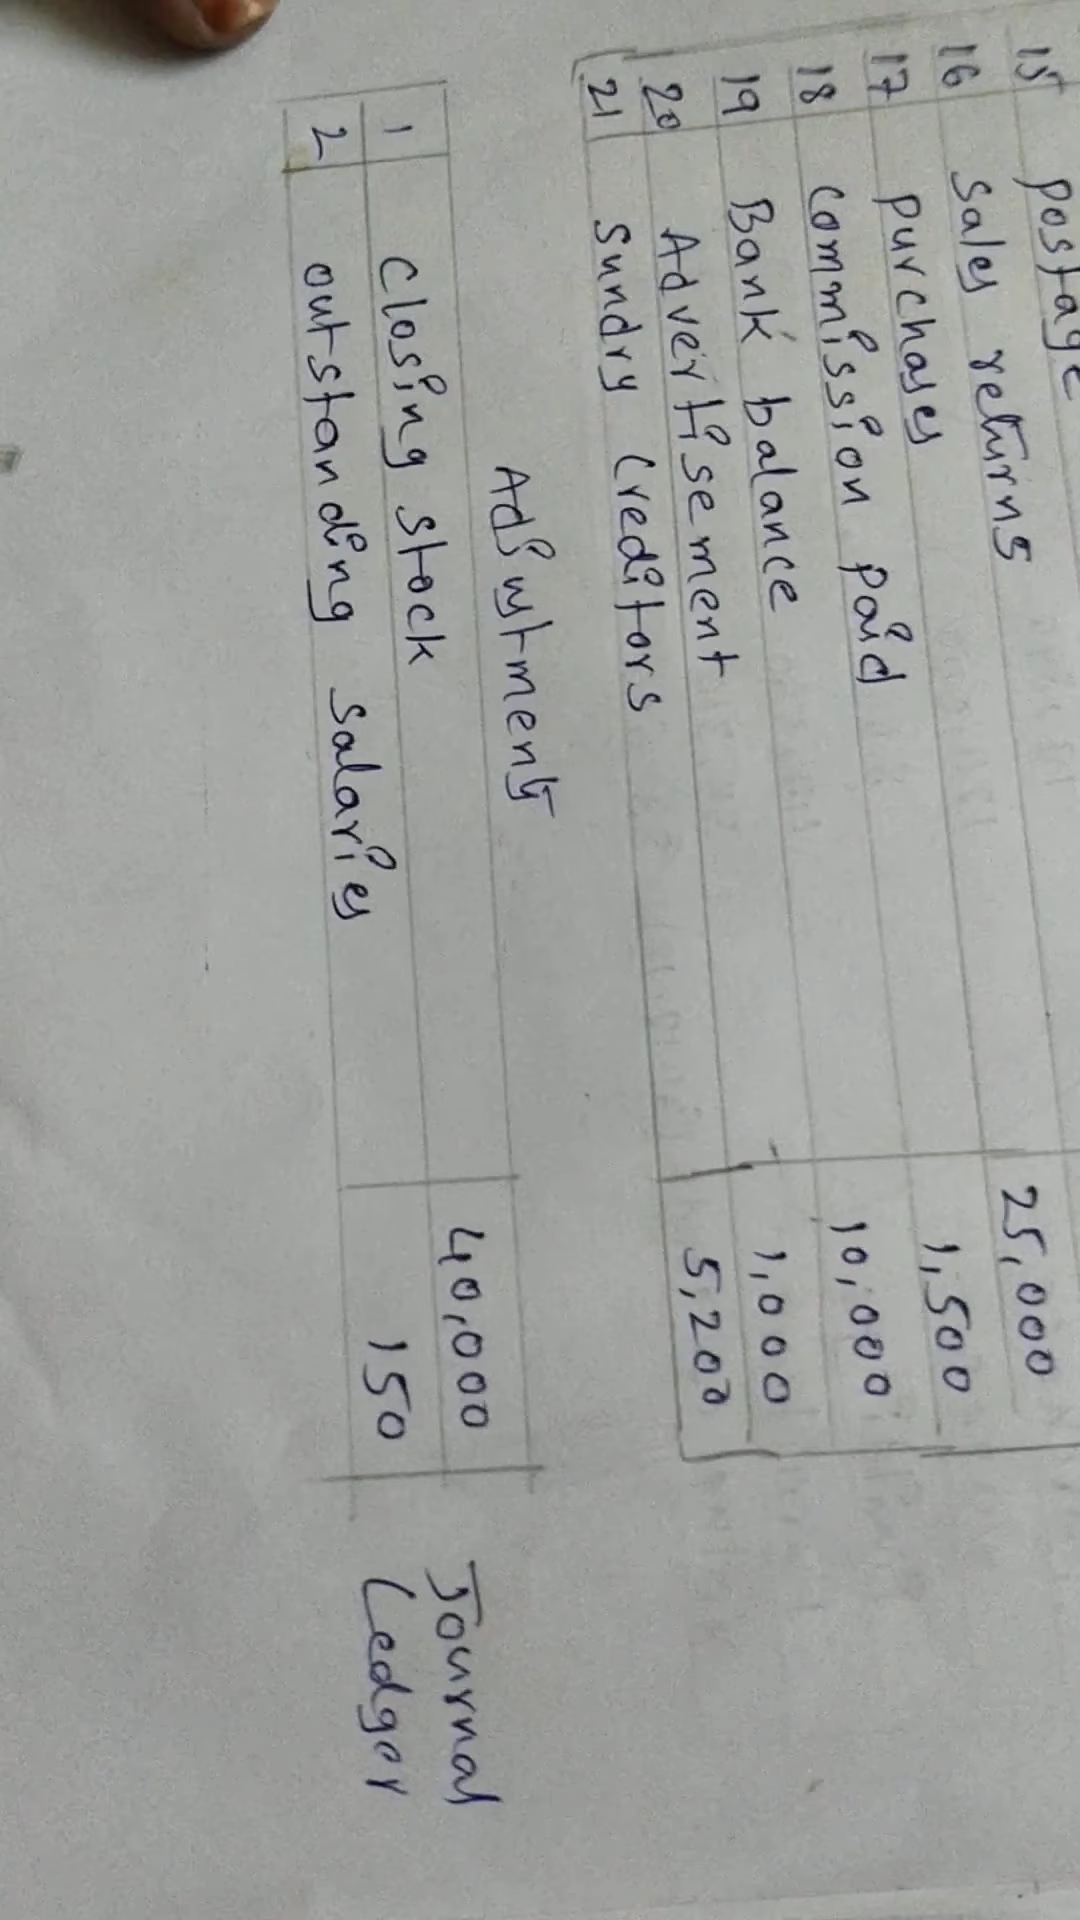 15 postage
16 Sales returns
17 purchases 25,000
18 commission paid 1,500
19 Bank balance 10,000
20 Advertisement 1,000
21 Sundry Creditors 5,200
Adjustments
1 Closing stock 40,000 Journal
2 outstanding salaries 150 Ledger